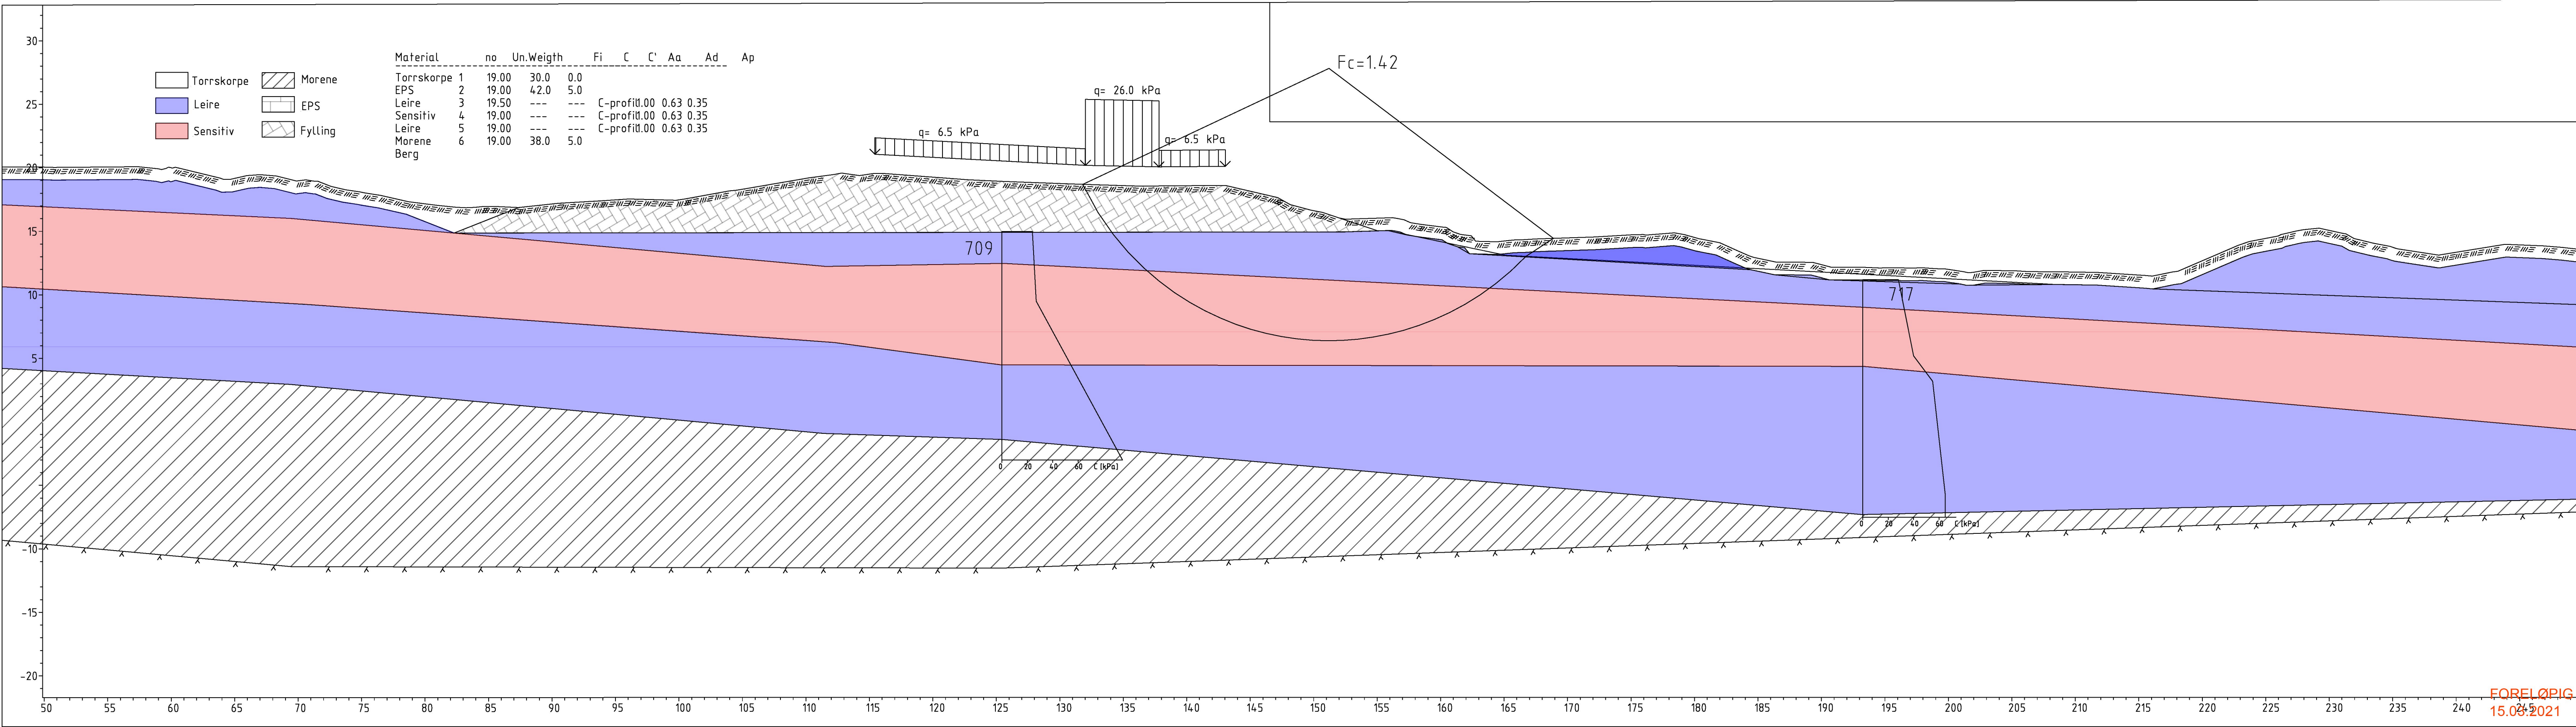 Torrskorpe Morene
Leire EPS
Sensitiv Fylling
Material no Un.Weigth Fi C C' Aa Ad Ap
Torrskorpe 1 19.00 30.0 0.0
EPS 2 19.00 42.0 5.0
Leire 3 19.50 --- --- C-profil 1.00 0.63 0.35
Sensitiv 4 19.00 --- --- C-profil 1.00 0.63 0.35
Leire 5 19.00 --- --- C-profil 1.00 0.63 0.35
Morene 6 19.00 38.0 5.0
Berg
q= 6.5 kPa
q= 26.0 kPa
q= 6.5 kPa
Fc=1.42
709
717
0 20 40 60 C [kPa]
0 20 40 60 C [kPa]
30
25
20
15
10
5
-10
-15
-20
50 55 60 65 70 75 80 85 90 95 100 105 110 115 120 125 130 135 140 145 150 155 160 165 170 175 180 185 190 195 200 205 210 215 220 225 230 235 240 245
FORELØPIG
15.03.2021